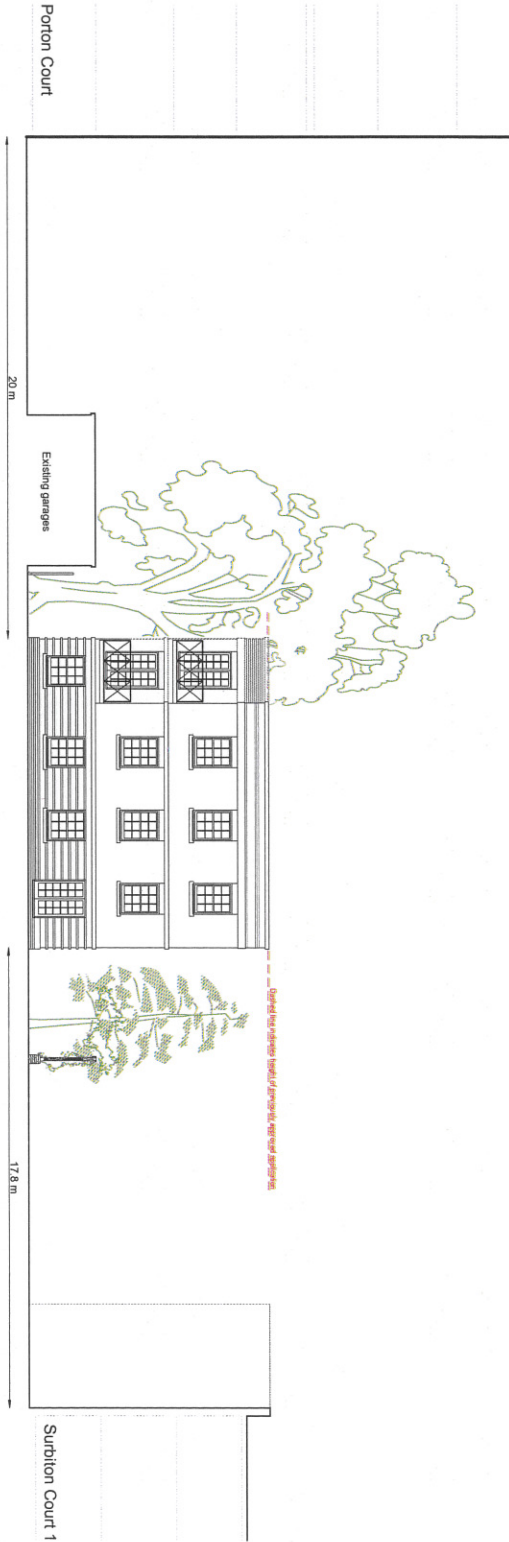 Porton Court
20 m
Existing garages
Dashed line indicates height of previously approved application
17.8 m
Surbiton Court 1